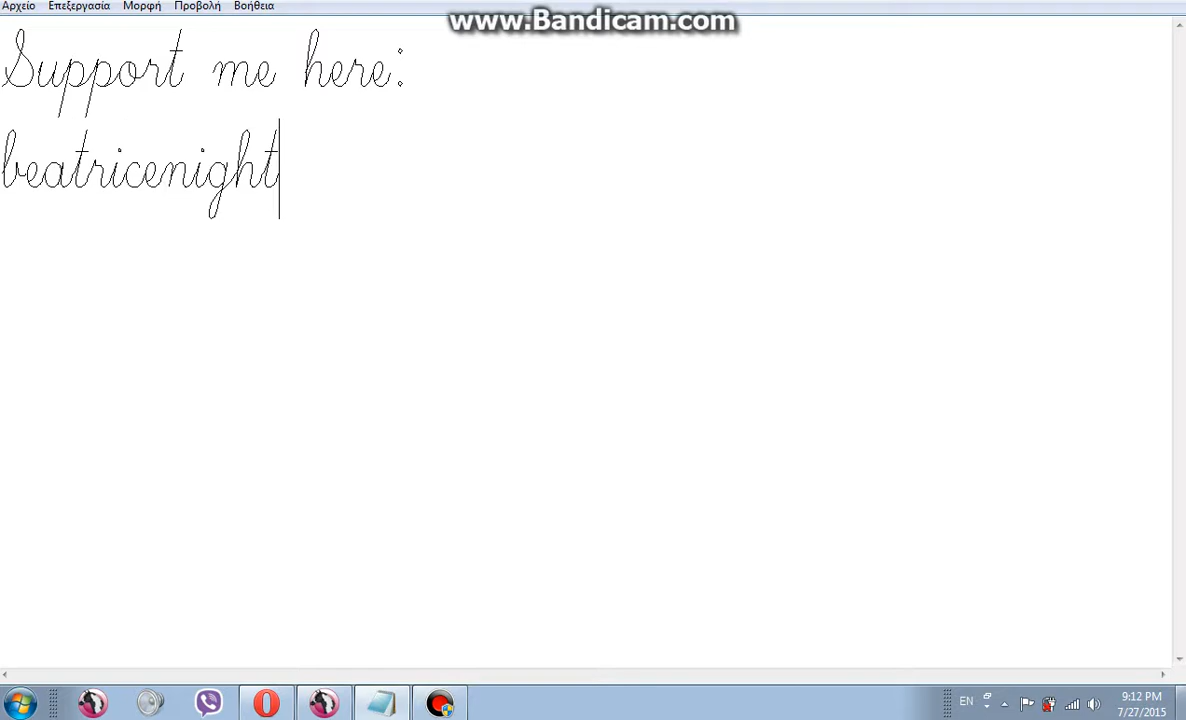 Αρχείο Επεξεργασία Μορφή Προβολή Βοήθεια
www.Bandicam.com
Support me here:
beatricenight
EN
9:12 PM
7/27/2015